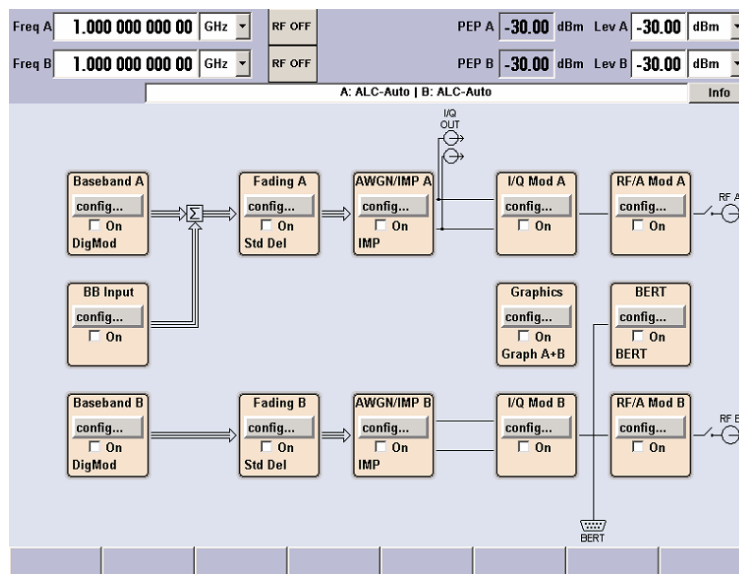 Freq A 1.000 000 000 00 GHz RF OFF PEP A -30.00 dBm Lev A -30.00 dBm
Freq B 1.000 000 000 00 GHz RF OFF PEP B -30.00 dBm Lev B -30.00 dBm
A: ALC-Auto | B: ALC-Auto Info
I/Q
OUT
Baseband A Fading A AWGN/IMP A I/Q Mod A RF/A Mod A
config... config... config... config... config... RF A
On Σ On On On On
DigMod Std Del IMP
BB Input Graphics BERT
config... config... config...
On On On
Graph A+B BERT
Baseband B Fading B AWGN/IMP B I/Q Mod B RF/A Mod B
config... config... config... config... config... RF B
On On On On On
DigMod Std Del IMP
BERT